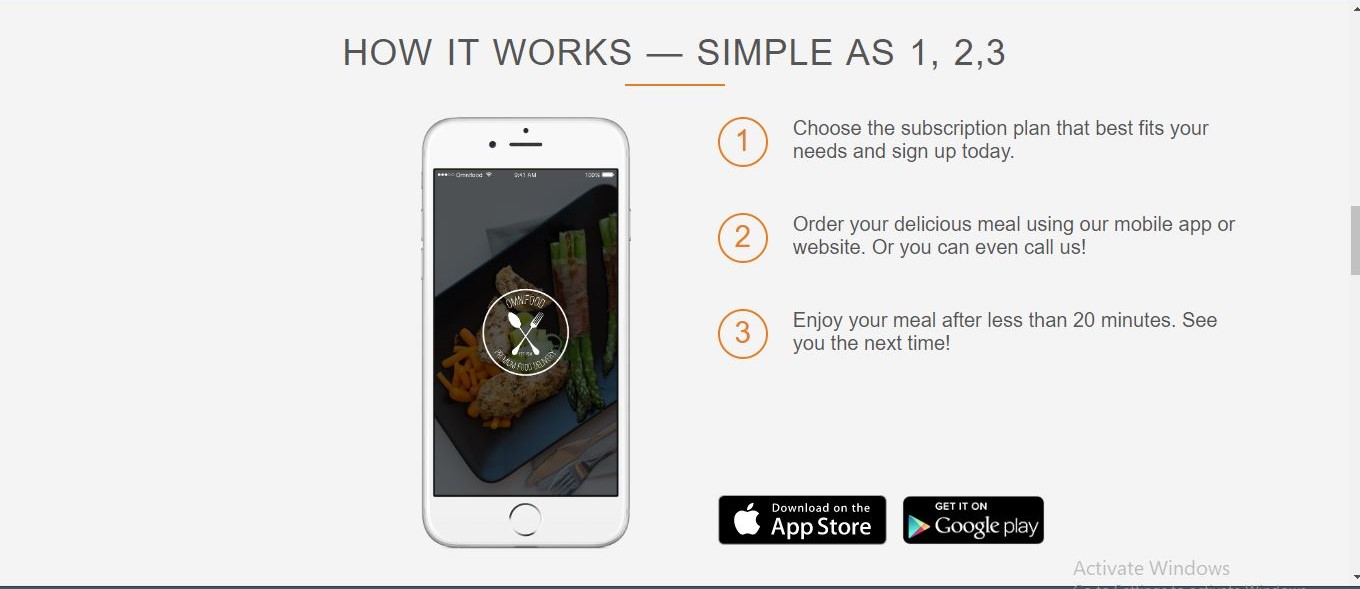 HOW IT WORKS — SIMPLE AS 1, 2,3
Omnifood 9:41 AM 100%
OMNIFOOD
PREMIUM FOOD DELIVERY
1
Choose the subscription plan that best fits your
needs and sign up today.
2
Order your delicious meal using our mobile app or
website. Or you can even call us!
3
Enjoy your meal after less than 20 minutes. See
you the next time!
Download on the
App Store
GET IT ON
Google play
Activate Windows